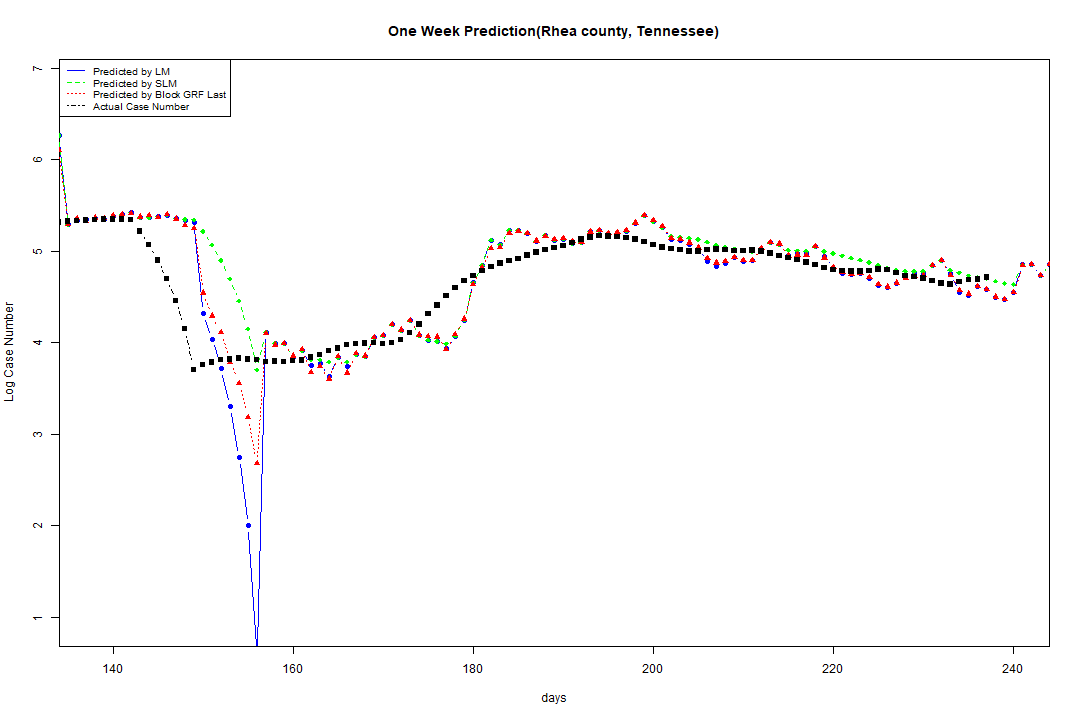 One Week Prediction(Rhea county, Tennessee)
Predicted by LM
Predicted by SLM
Predicted by Block GRF Last
Actual Case Number
7
6
5
4
3
2
1
Log Case Number
140
160
180
200
220
240
days